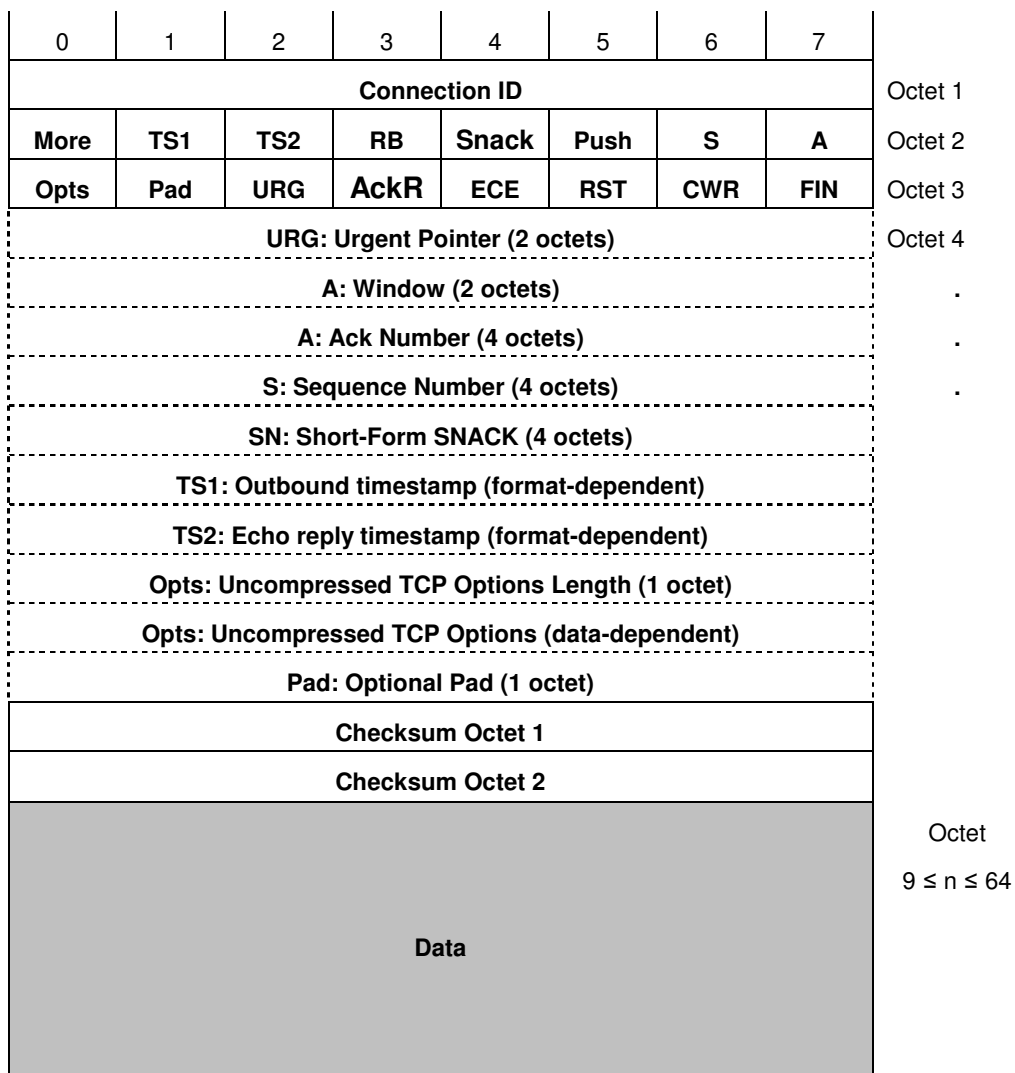 0 1 2 3 4 5 6 7
Connection ID Octet 1
More TS1 TS2 RB Snack Push S A Octet 2
Opts Pad URG AckR ECE RST CWR FIN Octet 3
URG: Urgent Pointer (2 octets) Octet 4
A: Window (2 octets) .
A: Ack Number (4 octets) .
S: Sequence Number (4 octets) .
SN: Short-Form SNACK (4 octets)
TS1: Outbound timestamp (format-dependent)
TS2: Echo reply timestamp (format-dependent)
Opts: Uncompressed TCP Options Length (1 octet)
Opts: Uncompressed TCP Options (data-dependent)
Pad: Optional Pad (1 octet)
Checksum Octet 1
Checksum Octet 2
Octet
9 ≤ n ≤ 64
Data